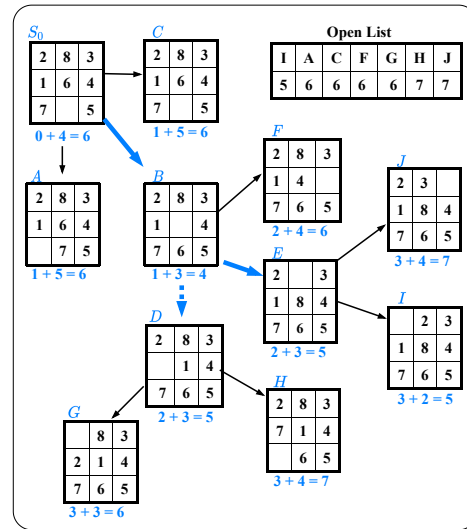 S₀
2 8 3
1 6 4
7 5
0 + 4 = 6
C
2 8 3
1 6 4
7 5
1 + 5 = 6
Open List
I A C F G H J
5 6 6 6 6 7 7
A
2 8 3
1 6 4
7 5
1 + 5 = 6
B
2 8 3
1 4
7 6 5
1 + 3 = 4
F
2 8 3
1 4
7 6 5
2 + 4 = 6
J
2 3
1 8 4
7 6 5
3 + 4 = 7
E
2 3
1 8 4
7 6 5
2 + 3 = 5
I
2 3
1 8 4
7 6 5
3 + 2 = 5
D
2 8 3
1 4
7 6 5
2 + 3 = 5
G
8 3
2 1 4
7 6 5
3 + 3 = 6
H
2 8 3
7 1 4
6 5
3 + 4 = 7